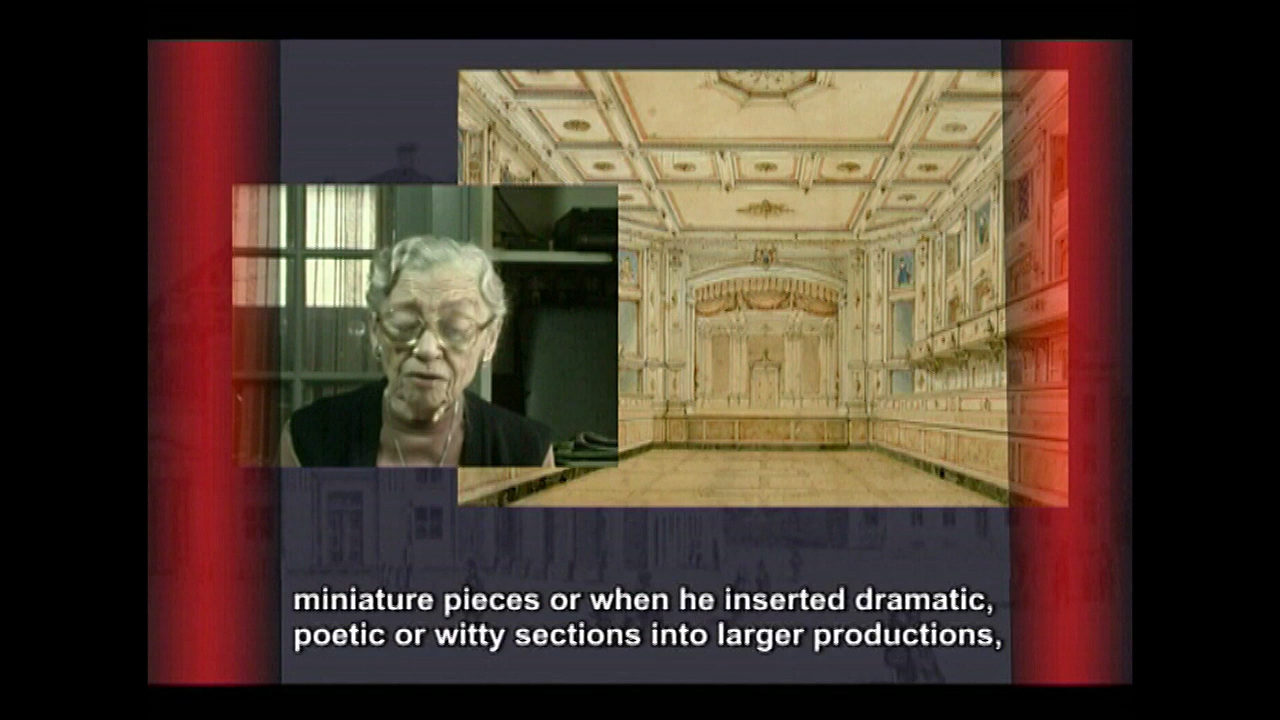 miniature pieces or when he inserted dramatic,
poetic or witty sections into larger productions,